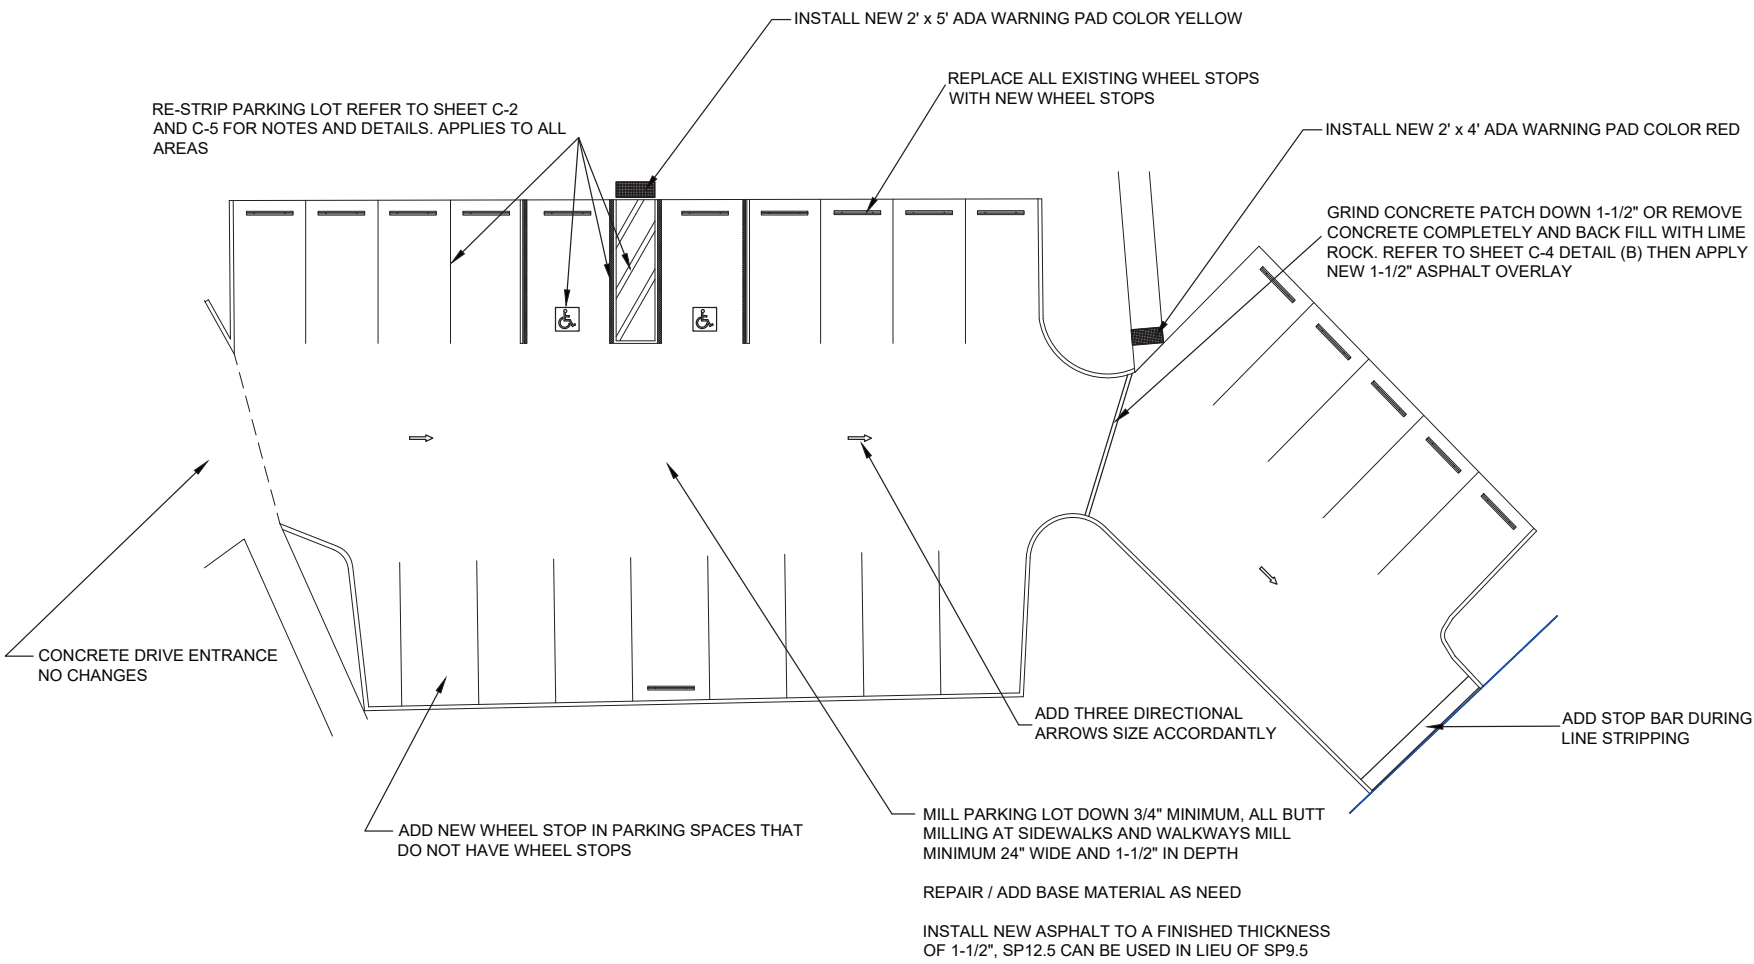 INSTALL NEW 2' x 5' ADA WARNING PAD COLOR YELLOW
REPLACE ALL EXISTING WHEEL STOPS
WITH NEW WHEEL STOPS
RE-STRIP PARKING LOT REFER TO SHEET C-2
AND C-5 FOR NOTES AND DETAILS. APPLIES TO ALL
AREAS
INSTALL NEW 2' x 4' ADA WARNING PAD COLOR RED
GRIND CONCRETE PATCH DOWN 1-1/2" OR REMOVE
CONCRETE COMPLETELY AND BACK FILL WITH LIME
ROCK. REFER TO SHEET C-4 DETAIL (B) THEN APPLY
NEW 1-1/2" ASPHALT OVERLAY
CONCRETE DRIVE ENTRANCE
NO CHANGES
ADD THREE DIRECTIONAL
ARROWS SIZE ACCORDANTLY
ADD STOP BAR DURING
LINE STRIPPING
ADD NEW WHEEL STOP IN PARKING SPACES THAT
DO NOT HAVE WHEEL STOPS
MILL PARKING LOT DOWN 3/4" MINIMUM, ALL BUTT
MILLING AT SIDEWALKS AND WALKWAYS MILL
MINIMUM 24" WIDE AND 1-1/2" IN DEPTH
REPAIR / ADD BASE MATERIAL AS NEED
INSTALL NEW ASPHALT TO A FINISHED THICKNESS
OF 1-1/2", SP12.5 CAN BE USED IN LIEU OF SP9.5